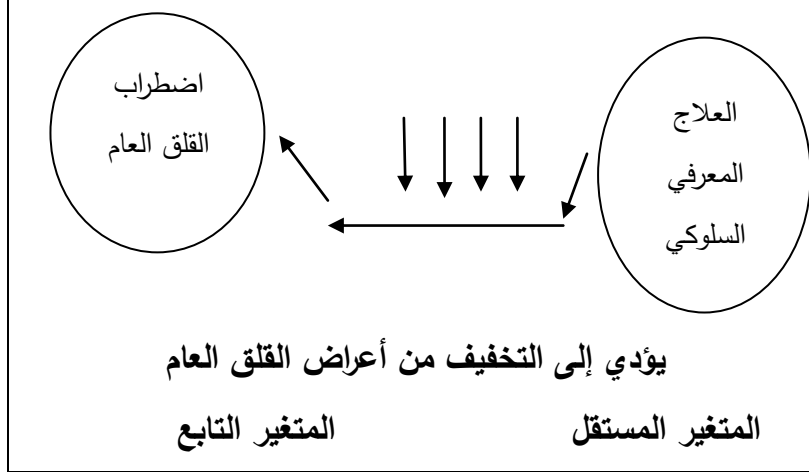 العلاج
المعرفي
السلوكي
اضطراب
القلق العام
يؤدي إلى التخفيف من أعراض القلق العام
المتغير المستقل
المتغير التابع